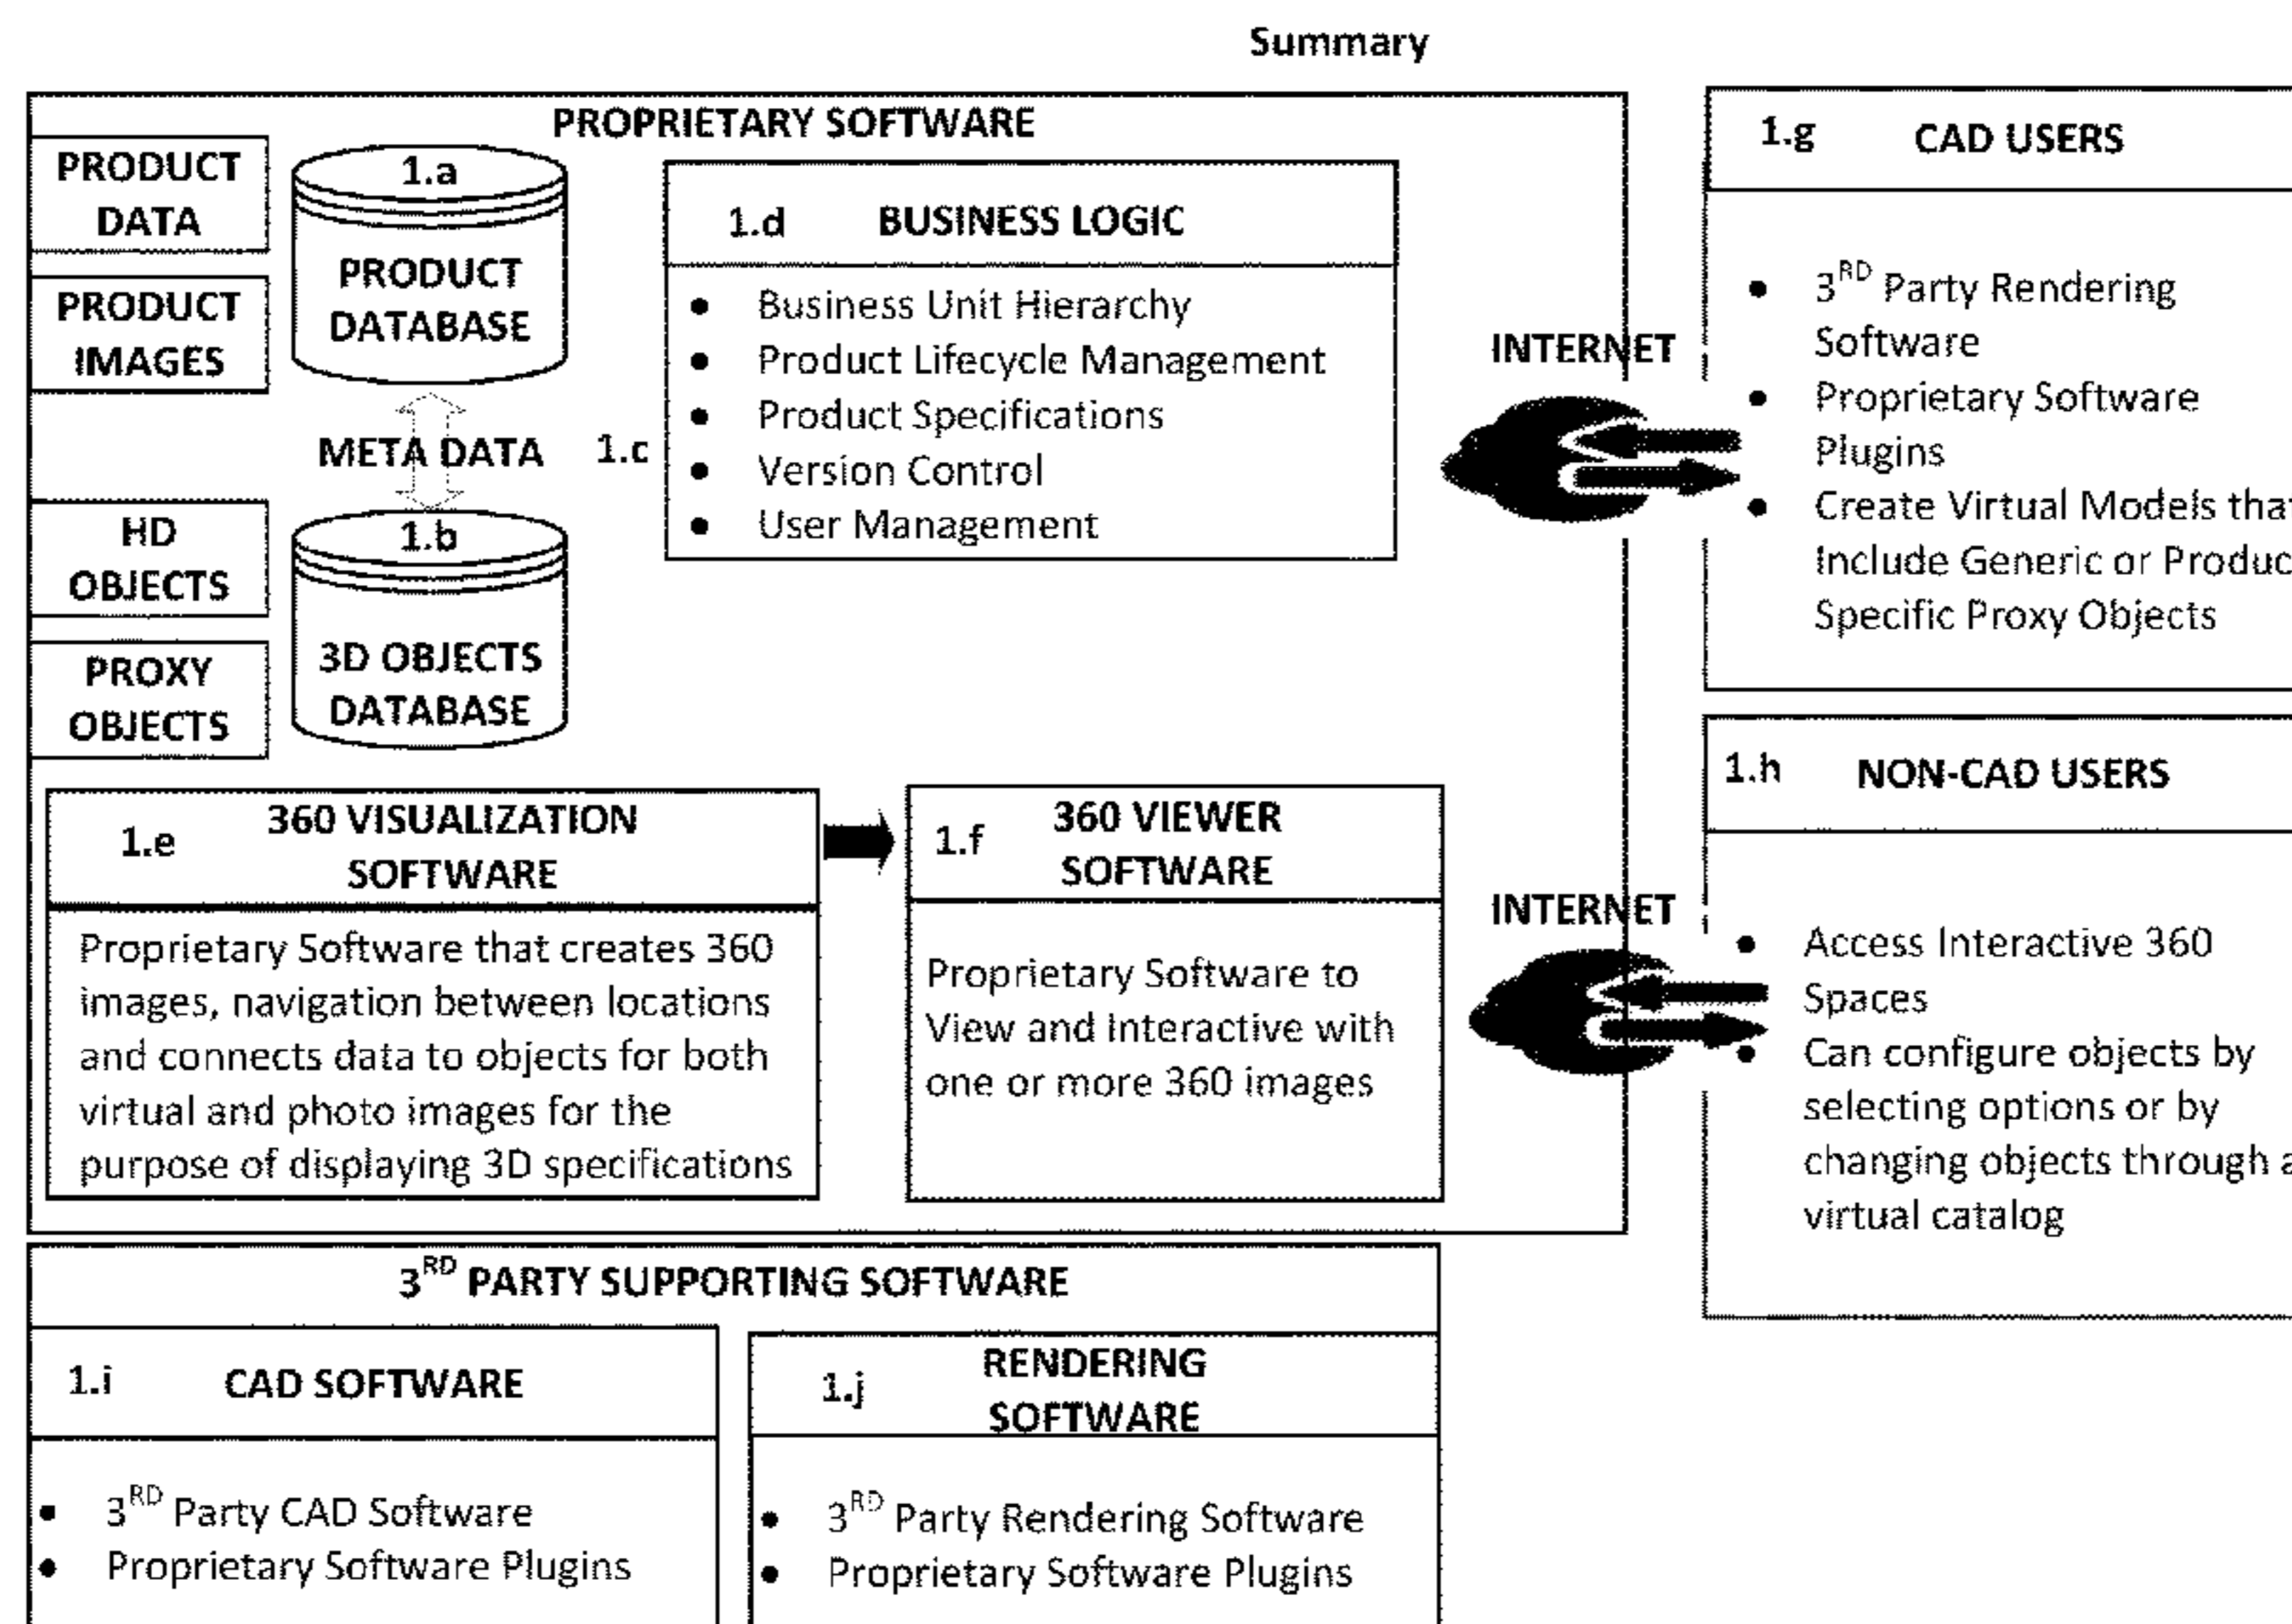 Summary
PROPRIETARY SOFTWARE
PRODUCT
DATA
PRODUCT
IMAGES
1.a
PRODUCT
DATABASE
META DATA
1.c
HD
OBJECTS
PROXY
OBJECTS
1.b
3D OBJECTS
DATABASE
1.d BUSINESS LOGIC
• Business Unit Hierarchy
• Product Lifecycle Management
• Product Specifications
• Version Control
• User Management
INTERNET
1.g CAD USERS
• 3RD Party Rendering
Software
• Proprietary Software
Plugins
• Create Virtual Models that
Include Generic or Produc
Specific Proxy Objects
1.e 360 VISUALIZATION
SOFTWARE
Proprietary Software that creates 360
images, navigation between locations
and connects data to objects for both
virtual and photo images for the
purpose of displaying 3D specifications
1.f 360 VIEWER
SOFTWARE
Proprietary Software to
View and Interactive with
one or more 360 images
INTERNET
1.h NON-CAD USERS
• Access Interactive 360
Spaces
• Can configure objects by
selecting options or by
changing objects through a
virtual catalog
3RD PARTY SUPPORTING SOFTWARE
1.i CAD SOFTWARE
• 3RD Party CAD Software
• Proprietary Software Plugins
1.j RENDERING
SOFTWARE
• 3RD Party Rendering Software
• Proprietary Software Plugins